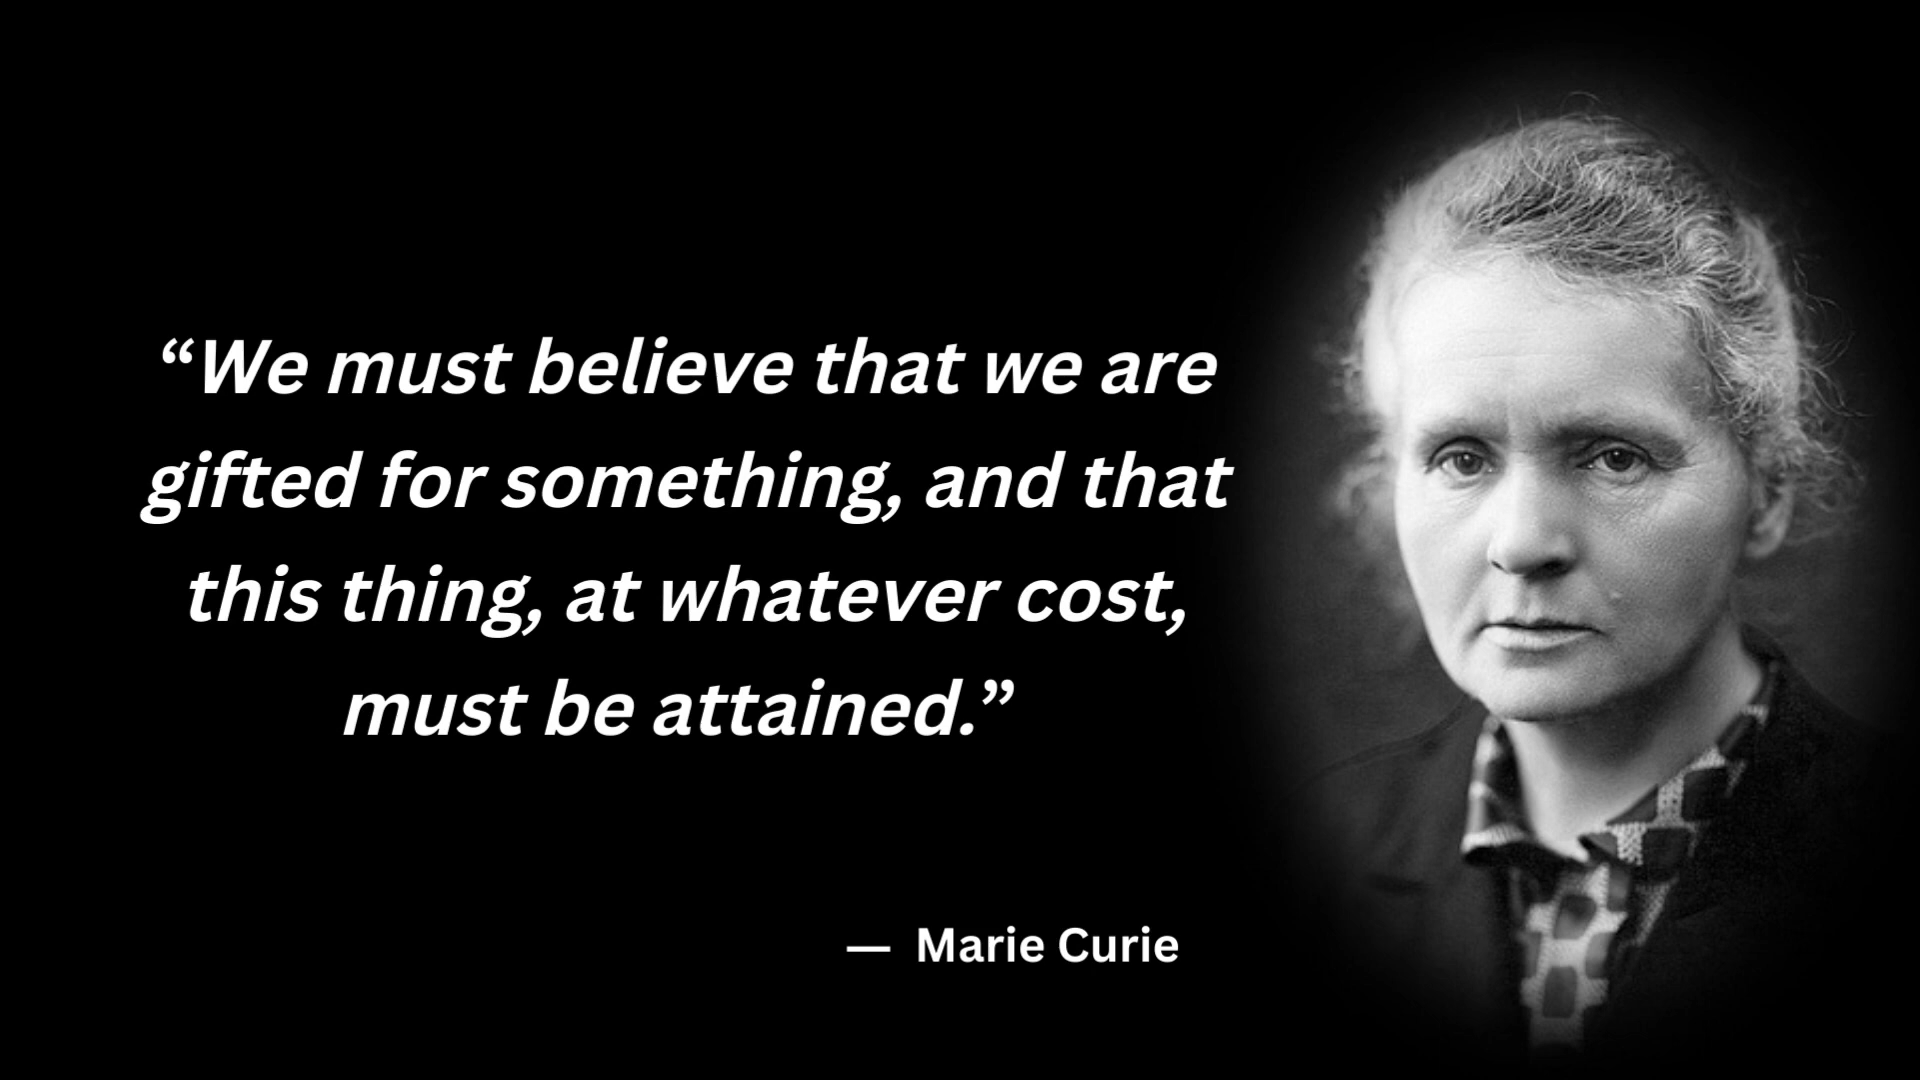 “We must believe that we are
gifted for something, and that
this thing, at whatever cost,
must be attained.”
— Marie Curie